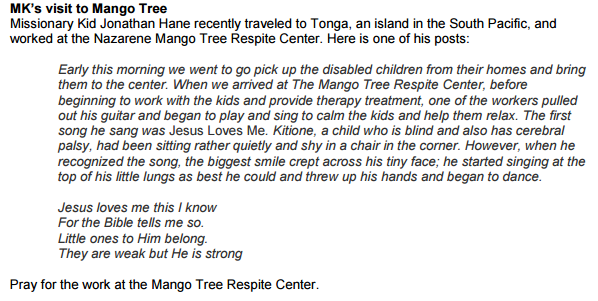 MK's visit to Mango Tree
Missionary Kid Jonathan Hane recently traveled to Tonga, an island in the South Pacific, and
worked at the Nazarene Mango Tree Respite Center. Here is one of his posts:
Early this morning we went to go pick up the disabled children from their homes and bring
them to the center. When we arrived at The Mango Tree Respite Center, before
beginning to work with the kids and provide therapy treatment, one of the workers pulled
out his guitar and began to play and sing to calm the kids and help them relax. The first
song he sang was Jesus Loves Me. Kitione, a child who is blind and also has cerebral
palsy, had been sitting rather quietly and shy in a chair in the corner. However, when he
recognized the song, the biggest smile crept across his tiny face; he started singing at the
top of his little lungs as best he could and threw up his hands and began to dance.
Jesus loves me this I know
For the Bible tells me so.
Little ones to Him belong.
They are weak but He is strong
Pray for the work at the Mango Tree Respite Center.